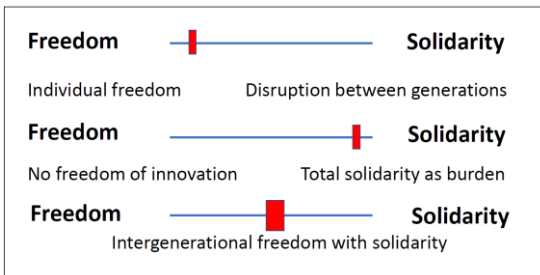 Freedom Solidarity
Individual freedom Disruption between generations
Freedom Solidarity
No freedom of innovation Total solidarity as burden
Freedom Solidarity
Intergenerational freedom with solidarity